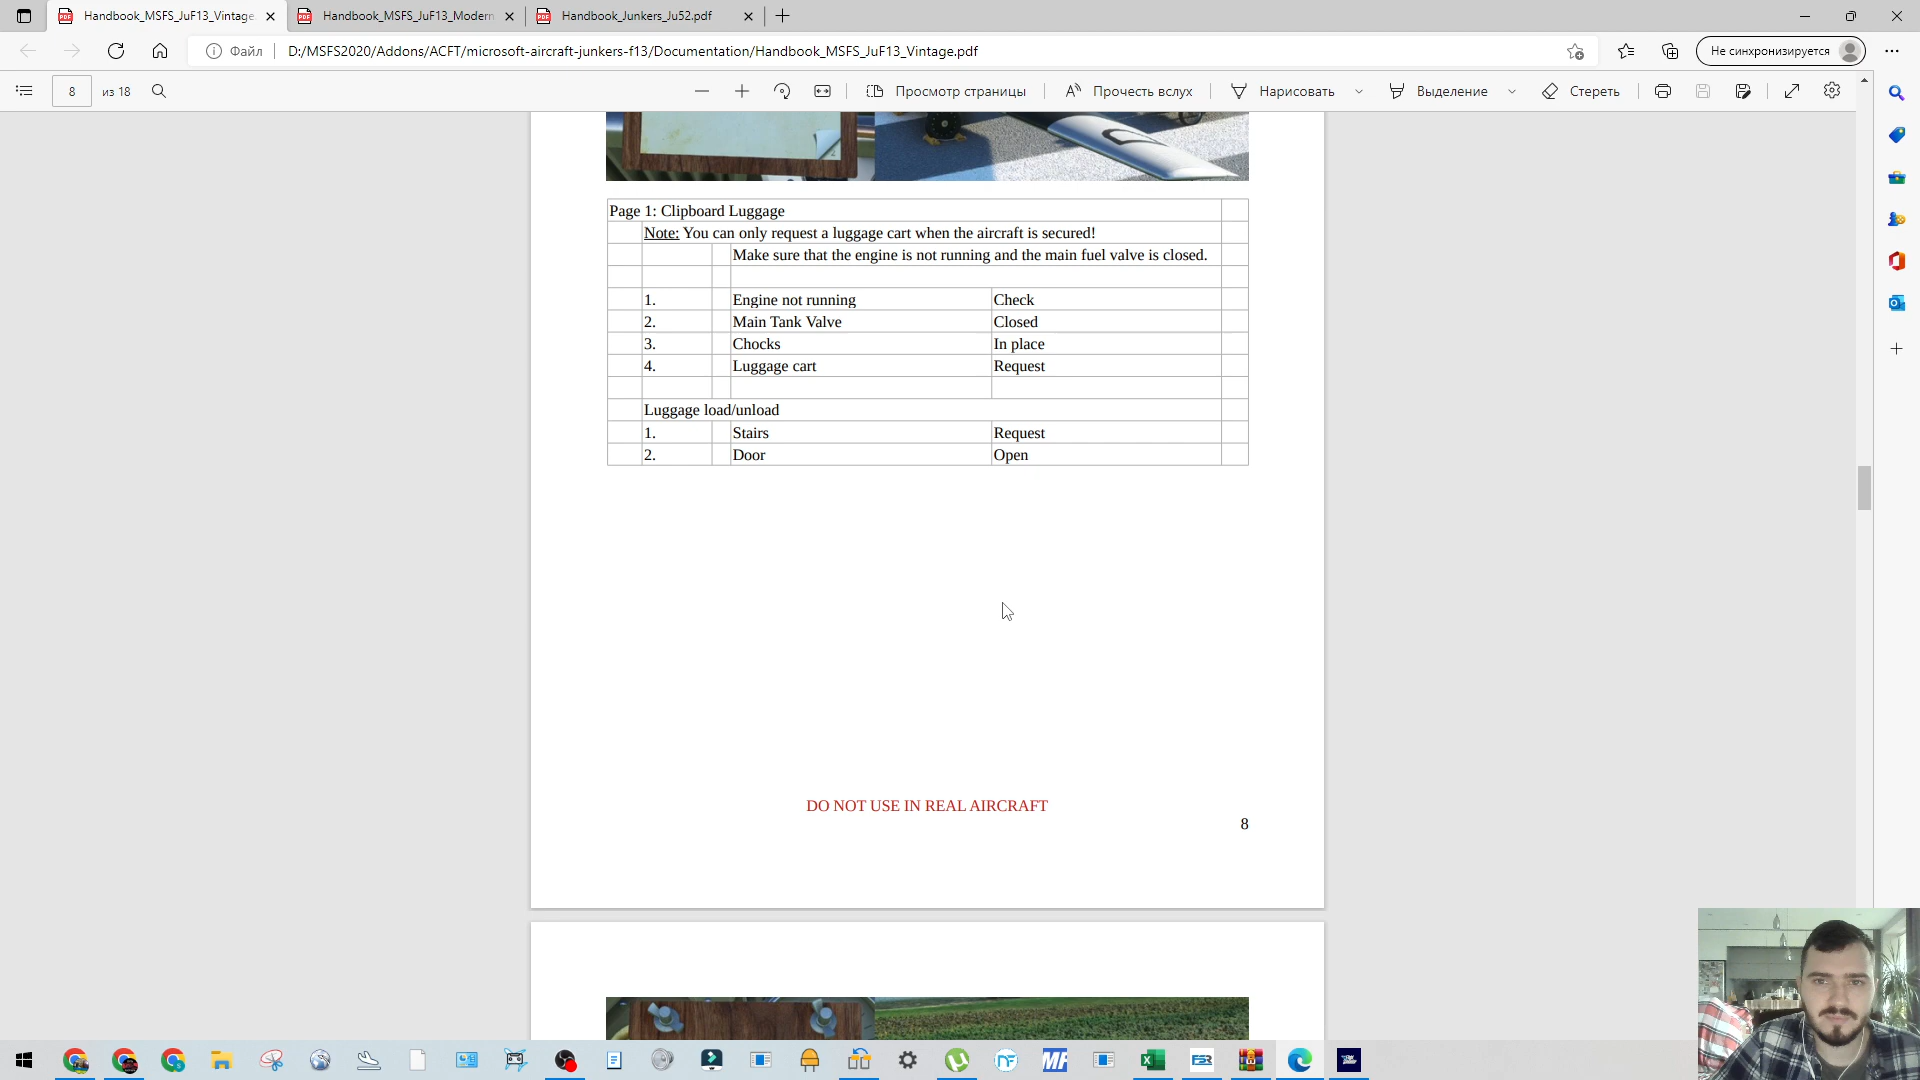 Handbook_MSFS_JuF13_Vintage
Handbook_MSFS_JuF13_Modern
Handbook_Junkers_Ju52.pdf
Файл
D:/MSFS2020/Addons/ACFT/microsoft-aircraft-junkers-f13/Documentation/Handbook_MSFS_JuF13_Vintage.pdf
Не синхронизируется
8
из 18
Просмотр страницы
Прочесть вслух
Нарисовать
Выделение
Стереть
Page 1: Clipboard Luggage
Note: You can only request a luggage cart when the aircraft is secured!
Make sure that the engine is not running and the main fuel valve is closed.
1. Engine not running Check
2. Main Tank Valve Closed
3. Chocks In place
4. Luggage cart Request
Luggage load/unload
1. Stairs Request
2. Door Open
DO NOT USE IN REAL AIRCRAFT
8